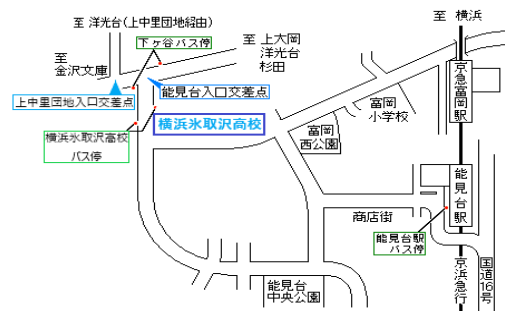 至 洋光台(上中里団地経由)
至 横浜
下ヶ谷バス停
至 上大岡
洋光台
杉田
至
金沢文庫
上中里団地入口交差点
能見台入口交差点
横浜氷取沢高校
横浜氷取沢高校
バス停
富岡
小学校
富岡
西公園
京急富岡駅
能見台駅
商店街
能見台駅
バス停
京浜急行
国道16号
能見台
中央公園